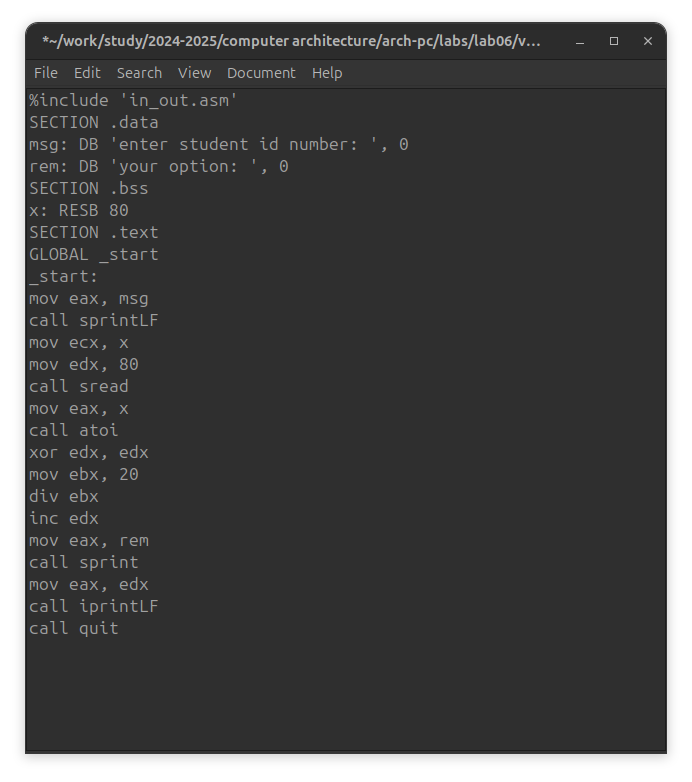 *~/work/study/2024-2025/computer architecture/arch-pc/labs/lab06/v...
File Edit Search View Document Help
%include 'in_out.asm'
SECTION .data
msg: DB 'enter student id number: ', 0
rem: DB 'your option: ', 0
SECTION .bss
x: RESB 80
SECTION .text
GLOBAL _start
_start:
mov eax, msg
call sprintLF
mov ecx, x
mov edx, 80
call sread
mov eax, x
call atoi
xor edx, edx
mov ebx, 20
div ebx
inc edx
mov eax, rem
call sprint
mov eax, edx
call iprintLF
call quit